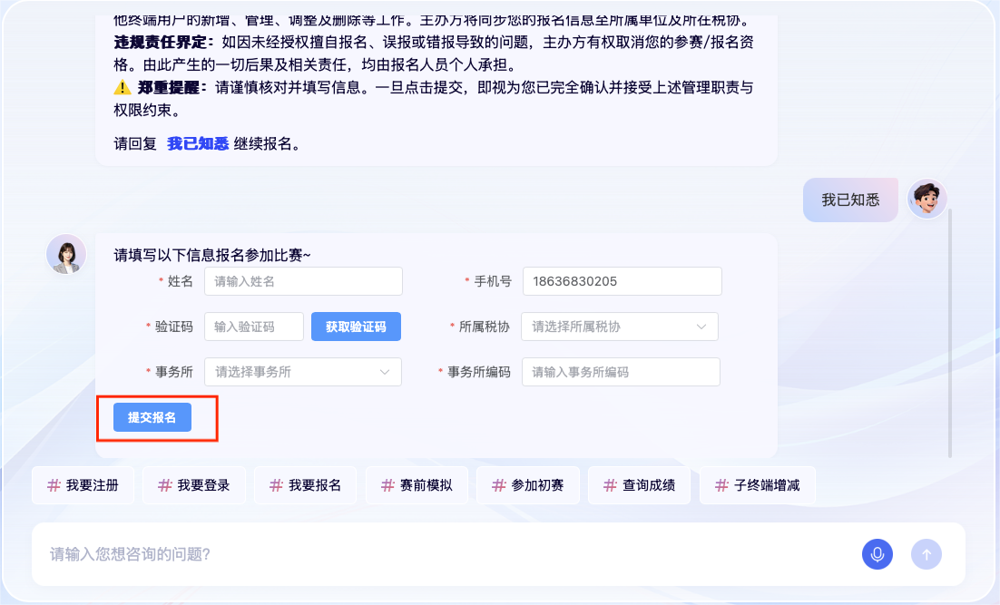 他终端用户的新增、管理、调整及删除等工作。主办方将同步您的报名信息至所属单位及所在税协。
违规责任界定：如因未经授权擅自报名、误报或错报导致的问题，主办方有权取消您的参赛/报名资
格。由此产生的一切后果及相关责任，均由报名人员个人承担。
⚠️ 郑重提醒：请谨慎核对并填写信息。一旦点击提交，即视为您已完全确认并接受上述管理职责与
权限约束。
请回复 我已知悉 继续报名。
我已知悉
请填写以下信息报名参加比赛~
* 姓名 请输入姓名 * 手机号 18636830205
* 验证码 输入验证码 获取验证码 * 所属税协 请选择所属税协
* 事务所 请选择事务所 * 事务所编码 请输入事务所编码
提交报名
# 我要注册 # 我要登录 # 我要报名 # 赛前模拟 # 参加初赛 # 查询成绩 # 子终端增减
请输入您想咨询的问题?